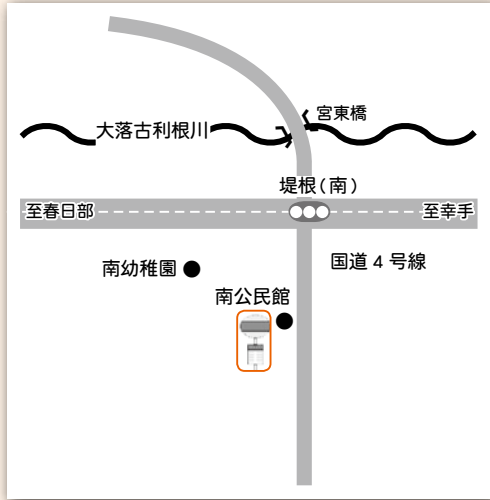 宮東橋
大落古利根川
堤根(南)
至春日部
至幸手
国道4号線
南幼稚園
南公民館